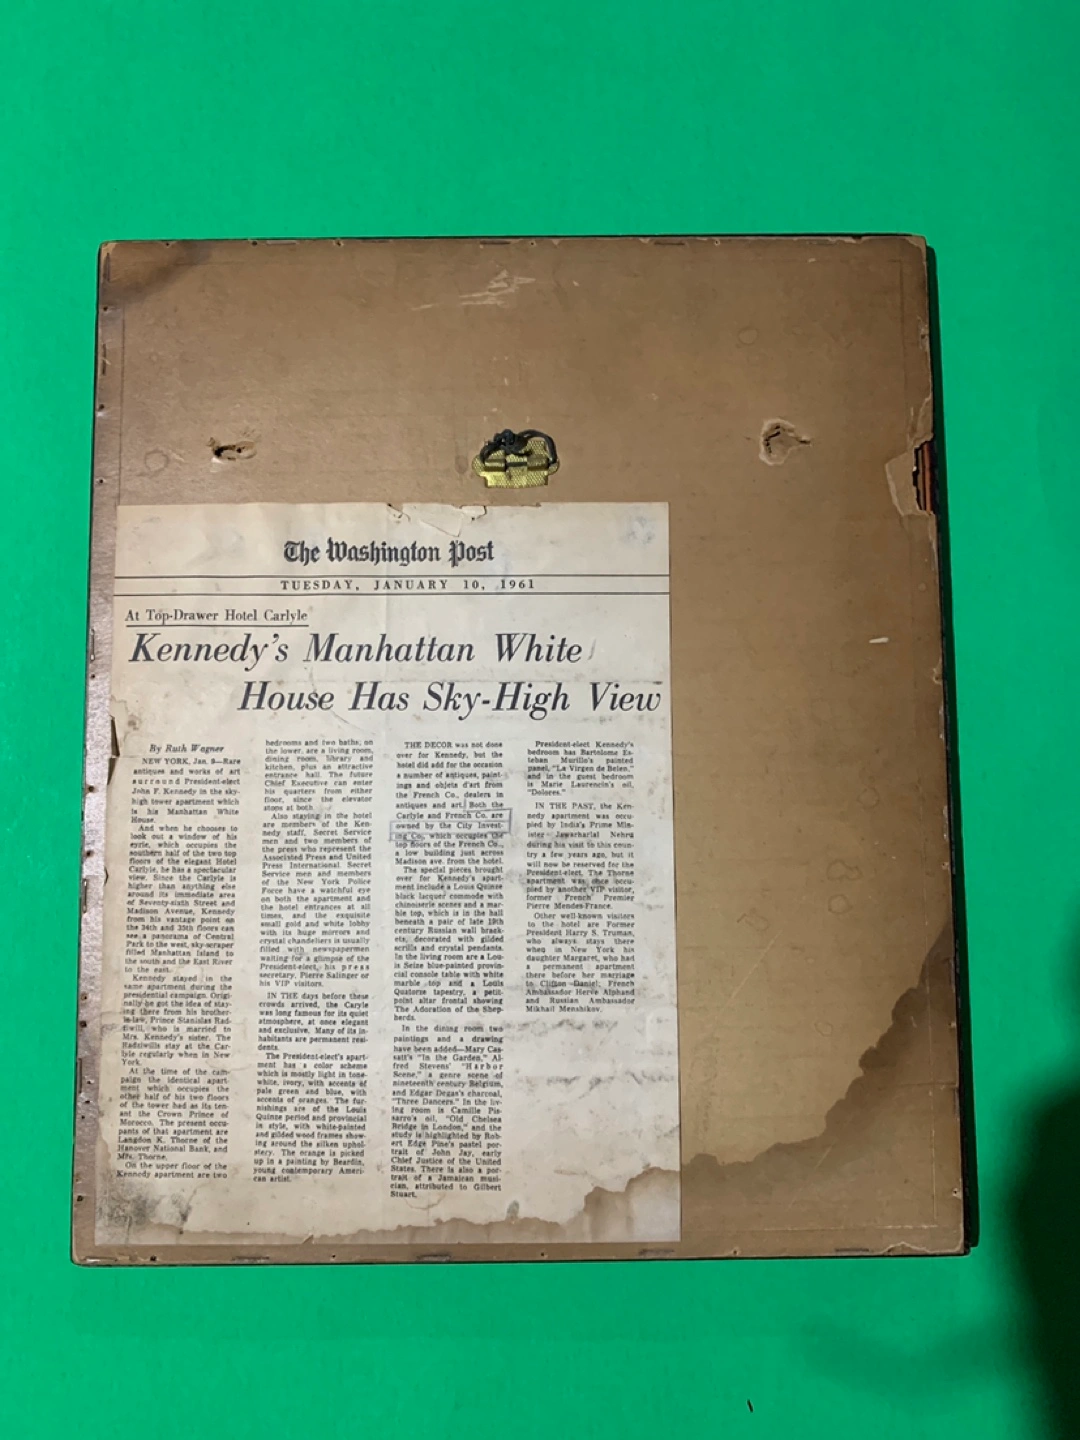 The Washington Post
TUESDAY, JANUARY 10, 1961
At Top-Drawer Hotel Carlyle
Kennedy's Manhattan White
House Has Sky-High View
By Ruth Wagner
NEW YORK, Jan. 9—Rare
antiques and works of art
surround President-elect
John F. Kennedy in the sky-
high tower apartment which
is his Manhattan White
House.
And when he chooses to
look out a window of his
eyrie, which occupies the
southern half of the two top
floors of the elegant Hotel
Carlyle, he has a spectacular
view. Since the Carlyle is
higher than anything else
around its immediate area
of Seventy-sixth Street and
Madison Avenue, Kennedy
from his vantage point on
the 34th and 35th floors can
see a panorama of Central
Park to the west, sky-scraper
filled Manhattan Island to
the south and the East River
to the east.
Kennedy stayed in the
same apartment during the
presidential campaign. Origi-
nally he got the idea of stay-
ing there from his brother-
in-law, Prince Stanislas Rad-
ziwill, who is married to
Mrs. Kennedy's sister. The
Radziwills stay at the Car-
lyle regularly when in New
York.
At the time of the cam-
paign the identical apart-
ment which occupies the
other half of his two floors
of the tower had as its ten-
ant the Crown Prince of
Morocco. The present occu-
pants of that apartment are
Langdon K. Thorne of the
Hanover National Bank, and
Mrs. Thorne.
On the upper floor of the
Kennedy apartment are two
bedrooms and two baths; on
the lower, are a living room,
dining room, library and
kitchen, plus an attractive
entrance hall. The future
Chief Executive can enter
his quarters from either
floor, since the elevator
stops at both.
Also staying in the hotel
are members of the Ken-
nedy staff, Secret Service
men and two members of
the press who represent the
Associated Press and United
Press International. Secret
Service men and members
of the New York Police
Force have a watchful eye
on both the apartment and
the hotel entrances at all
times, and the exquisite
small gold and white lobby
with its huge mirrors and
crystal chandeliers is usually
filled with newspapermen
waiting for a glimpse of the
President-elect, his press
secretary, Pierre Salinger or
his VIP visitors.
IN THE days before these
crowds arrived, the Caryle
was long famous for its quiet
atmosphere, at once elegant
and exclusive. Many of its in-
habitants are permanent resi-
dents.
The President-elect's apart-
ment has a color scheme
which is mostly light in tone—
white, ivory, with accents of
pale green and blue, with
accents of oranges. The fur-
nishings are of the Louis
Quinze period and provincial
in style, with white-painted
and gilded wood frames show-
ing around the silken uphol-
stery. The orange is picked
up in a painting by Beardin,
young contemporary Ameri-
can artist.
THE DECOR was not done
over for Kennedy, but the
hotel did add for the occasion
a number of antiques, paint-
ings and objets d'art from
the French Co., dealers in
antiques and art. Both the
Carlyle and French Co. are
owned by the City Invest-
ing Co. which occupies the
top floors of the French Co.,
a low building just across
Madison ave. from the hotel.
The special pieces brought
over for Kennedy's apart-
ment include a Louis Quinze
black lacquer commode with
chinoiserie scenes and a mar-
ble top, which is in the hall
beneath a pair of late 19th
century Russian wall brack-
ets, decorated with gilded
scrills and crystal pendants.
In the living room are a Lou-
is Seize blue-painted provin-
cial console table with white
marble top and a Louis
Quatorze tapestry, a petit-
point altar frontal showing
The Adoration of the Shep-
herds.
In the dining room two
paintings and a drawing
have been added—Mary Cas-
satt's "In the Garden," Al-
fred Stevens' "Harbor
Scene," a genre scene of
nineteenth century Belgium,
and Edgar Degas's charcoal,
"Three Dancers." In the liv-
ing room is Camille Pis-
sarro's oil, "Old Chelsea
Bridge in London," and the
study is highlighted by Rob-
ert Edge Pine's pastel por-
trait of John Jay, early
Chief Justice of the United
States. There is also a por-
trait of a Jamaican musi-
cian, attributed to Gilbert
Stuart.
President-elect Kennedy's
bedroom has Bartolome Es-
teban Murillo's painted
panel, "La Virgen de Belen."
and in the guest bedroom
is Marie Laurencin's oil,
"Dolores."
IN THE PAST, the Ken-
nedy apartment was occu-
pied by India's Prime Min-
ister Jawaharlal Nehru
during his visit to this coun-
try a few years ago, but it
will now be reserved for the
President-elect. The Thorne
apartment was once occu-
pied by another VIP visitor,
former French Premier
Pierre Mendes-France.
Other well-known visitors
to the hotel are Former
President Harry S. Truman,
who always stays there
when in New York his
daughter Margaret, who had
a permanent apartment
there before her marriage
to Clifton Daniel; French
Ambassador Herve Alphand
and Russian Ambassador
Mikhail Menshikov.